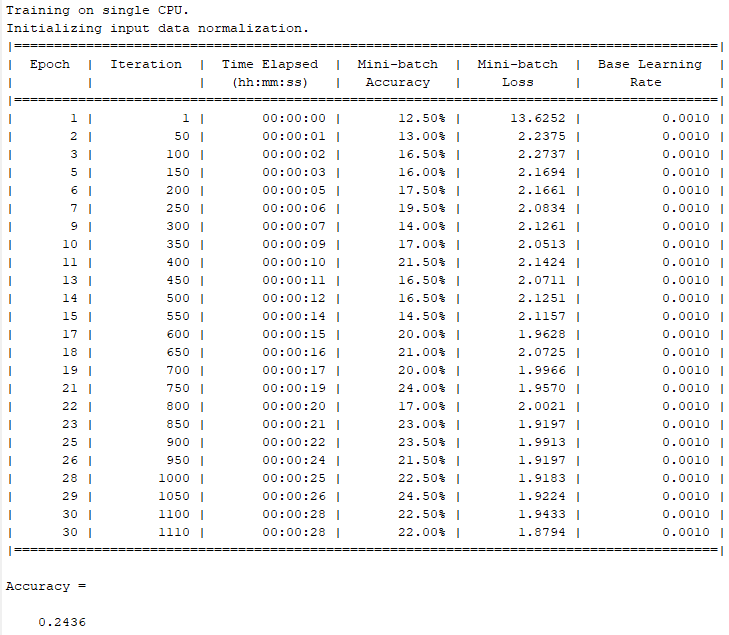 Training on single CPU.
Initializing input data normalization.
|======================================================================================|
| Epoch | Iteration | Time Elapsed | Mini-batch | Mini-batch | Base Learning |
| | | (hh:mm:ss) | Accuracy | Loss | Rate |
|======================================================================================|
| 1 | 1 | 00:00:00 | 12.50% | 13.6252 | 0.0010 |
| 2 | 50 | 00:00:01 | 13.00% | 2.2375 | 0.0010 |
| 3 | 100 | 00:00:02 | 16.50% | 2.2737 | 0.0010 |
| 5 | 150 | 00:00:03 | 16.00% | 2.1694 | 0.0010 |
| 6 | 200 | 00:00:05 | 17.50% | 2.1661 | 0.0010 |
| 7 | 250 | 00:00:06 | 19.50% | 2.0834 | 0.0010 |
| 9 | 300 | 00:00:07 | 14.00% | 2.1261 | 0.0010 |
| 10 | 350 | 00:00:09 | 17.00% | 2.0513 | 0.0010 |
| 11 | 400 | 00:00:10 | 21.50% | 2.1424 | 0.0010 |
| 13 | 450 | 00:00:11 | 16.50% | 2.0711 | 0.0010 |
| 14 | 500 | 00:00:12 | 16.50% | 2.1251 | 0.0010 |
| 15 | 550 | 00:00:14 | 14.50% | 2.1157 | 0.0010 |
| 17 | 600 | 00:00:15 | 20.00% | 1.9628 | 0.0010 |
| 18 | 650 | 00:00:16 | 21.00% | 2.0725 | 0.0010 |
| 19 | 700 | 00:00:17 | 20.00% | 1.9966 | 0.0010 |
| 21 | 750 | 00:00:19 | 24.00% | 1.9570 | 0.0010 |
| 22 | 800 | 00:00:20 | 17.00% | 2.0021 | 0.0010 |
| 23 | 850 | 00:00:21 | 23.00% | 1.9197 | 0.0010 |
| 25 | 900 | 00:00:22 | 23.50% | 1.9913 | 0.0010 |
| 26 | 950 | 00:00:24 | 21.50% | 1.9197 | 0.0010 |
| 28 | 1000 | 00:00:25 | 22.50% | 1.9183 | 0.0010 |
| 29 | 1050 | 00:00:26 | 24.50% | 1.9224 | 0.0010 |
| 30 | 1100 | 00:00:28 | 22.50% | 1.9433 | 0.0010 |
| 30 | 1110 | 00:00:28 | 22.00% | 1.8794 | 0.0010 |
|======================================================================================|
Accuracy =
0.2436